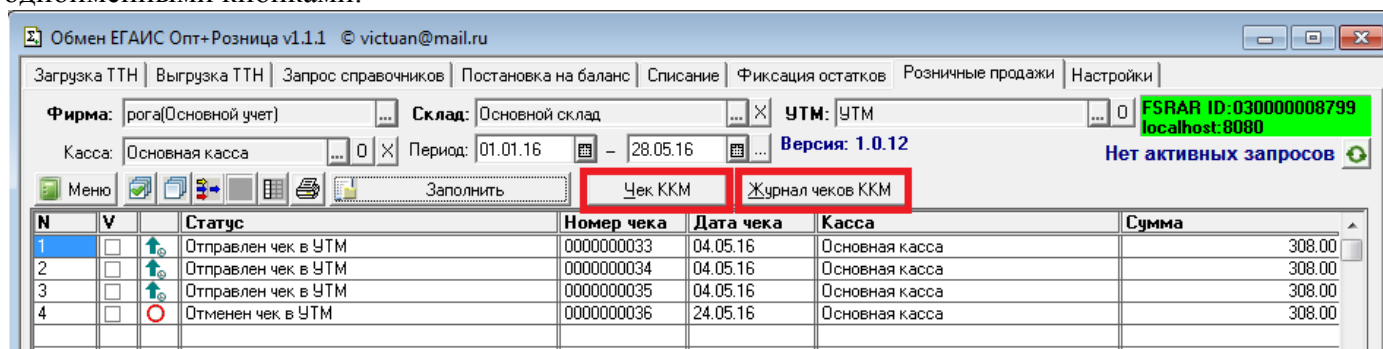 одноименными кнопками.
Обмен ЕГАИС Опт+Розница v1.1.1 © victuan@mail.ru
Загрузка ТТН Выгрузка ТТН Запрос справочников Постановка на баланс Списание Фиксация остатков Розничные продажи Настройки
Фирма: рога(Основной учет) ... Склад: Основной склад ... X УТМ: УТМ ... О FSRAR ID:030000008799
localhost:8080
Касса: Основная касса ... О X Период: 01.01.16 – 28.05.16 ... Версия: 1.0.12 Нет активных запросов
Меню Заполнить Чек ККМ Журнал чеков ККМ
N V Статус Номер чека Дата чека Касса Сумма
1 Отправлен чек в УТМ 0000000033 04.05.16 Основная касса 308.00
2 Отправлен чек в УТМ 0000000034 04.05.16 Основная касса 308.00
3 Отправлен чек в УТМ 0000000035 04.05.16 Основная касса 308.00
4 Отменен чек в УТМ 0000000036 24.05.16 Основная касса 308.00